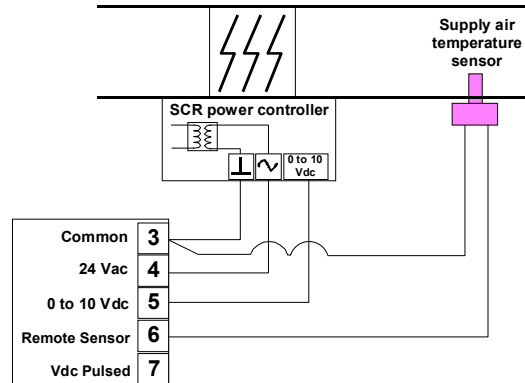 Supply air
temperature
sensor
SCR power controller
0 to 10
Vdc
Common 3
24 Vac 4
0 to 10 Vdc 5
Remote Sensor 6
Vdc Pulsed 7